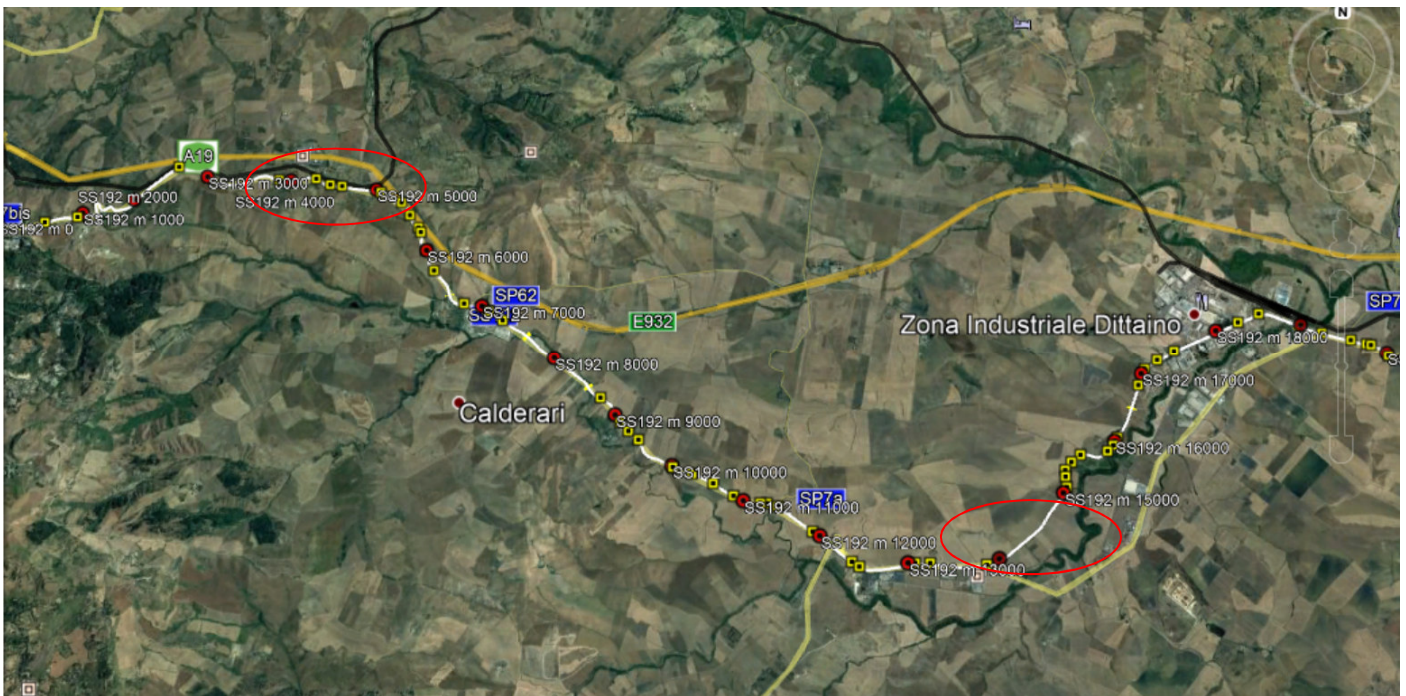 N
A19
SS192 m 3000
SS192 m 2000
SS192 m 5000
SS192 m 4000
7bis
SS192 m 1000
SS192 m 0
SS192 m 6000
SP62
SP7
SS192 m 7000
E932
Zona Industriale Dittaino
SS192 m 18000
SS192 m 8000
SS192 m 17000
Calderari
SS192 m 9000
SS192 m 16000
SS192 m 10000
SP7a
SS192 m 15000
SS192 m 11000
SS192 m 12000
SS192 m 13000